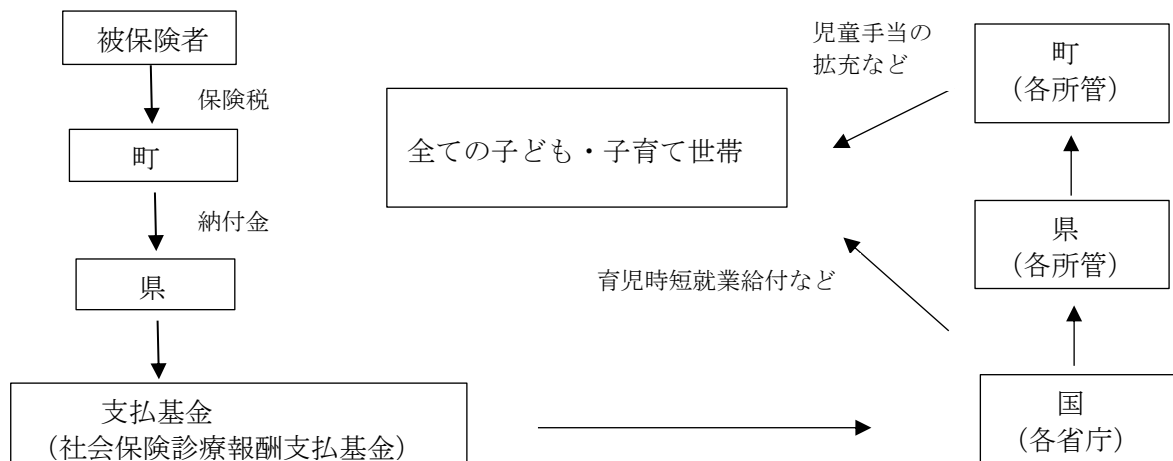 被保険者
保険税
町
納付金
県
支払基金
（社会保険診療報酬支払基金）
全ての子ども・子育て世帯
児童手当の
拡充など
育児時短就業給付など
町
（各所管）
県
（各所管）
国
（各省庁）